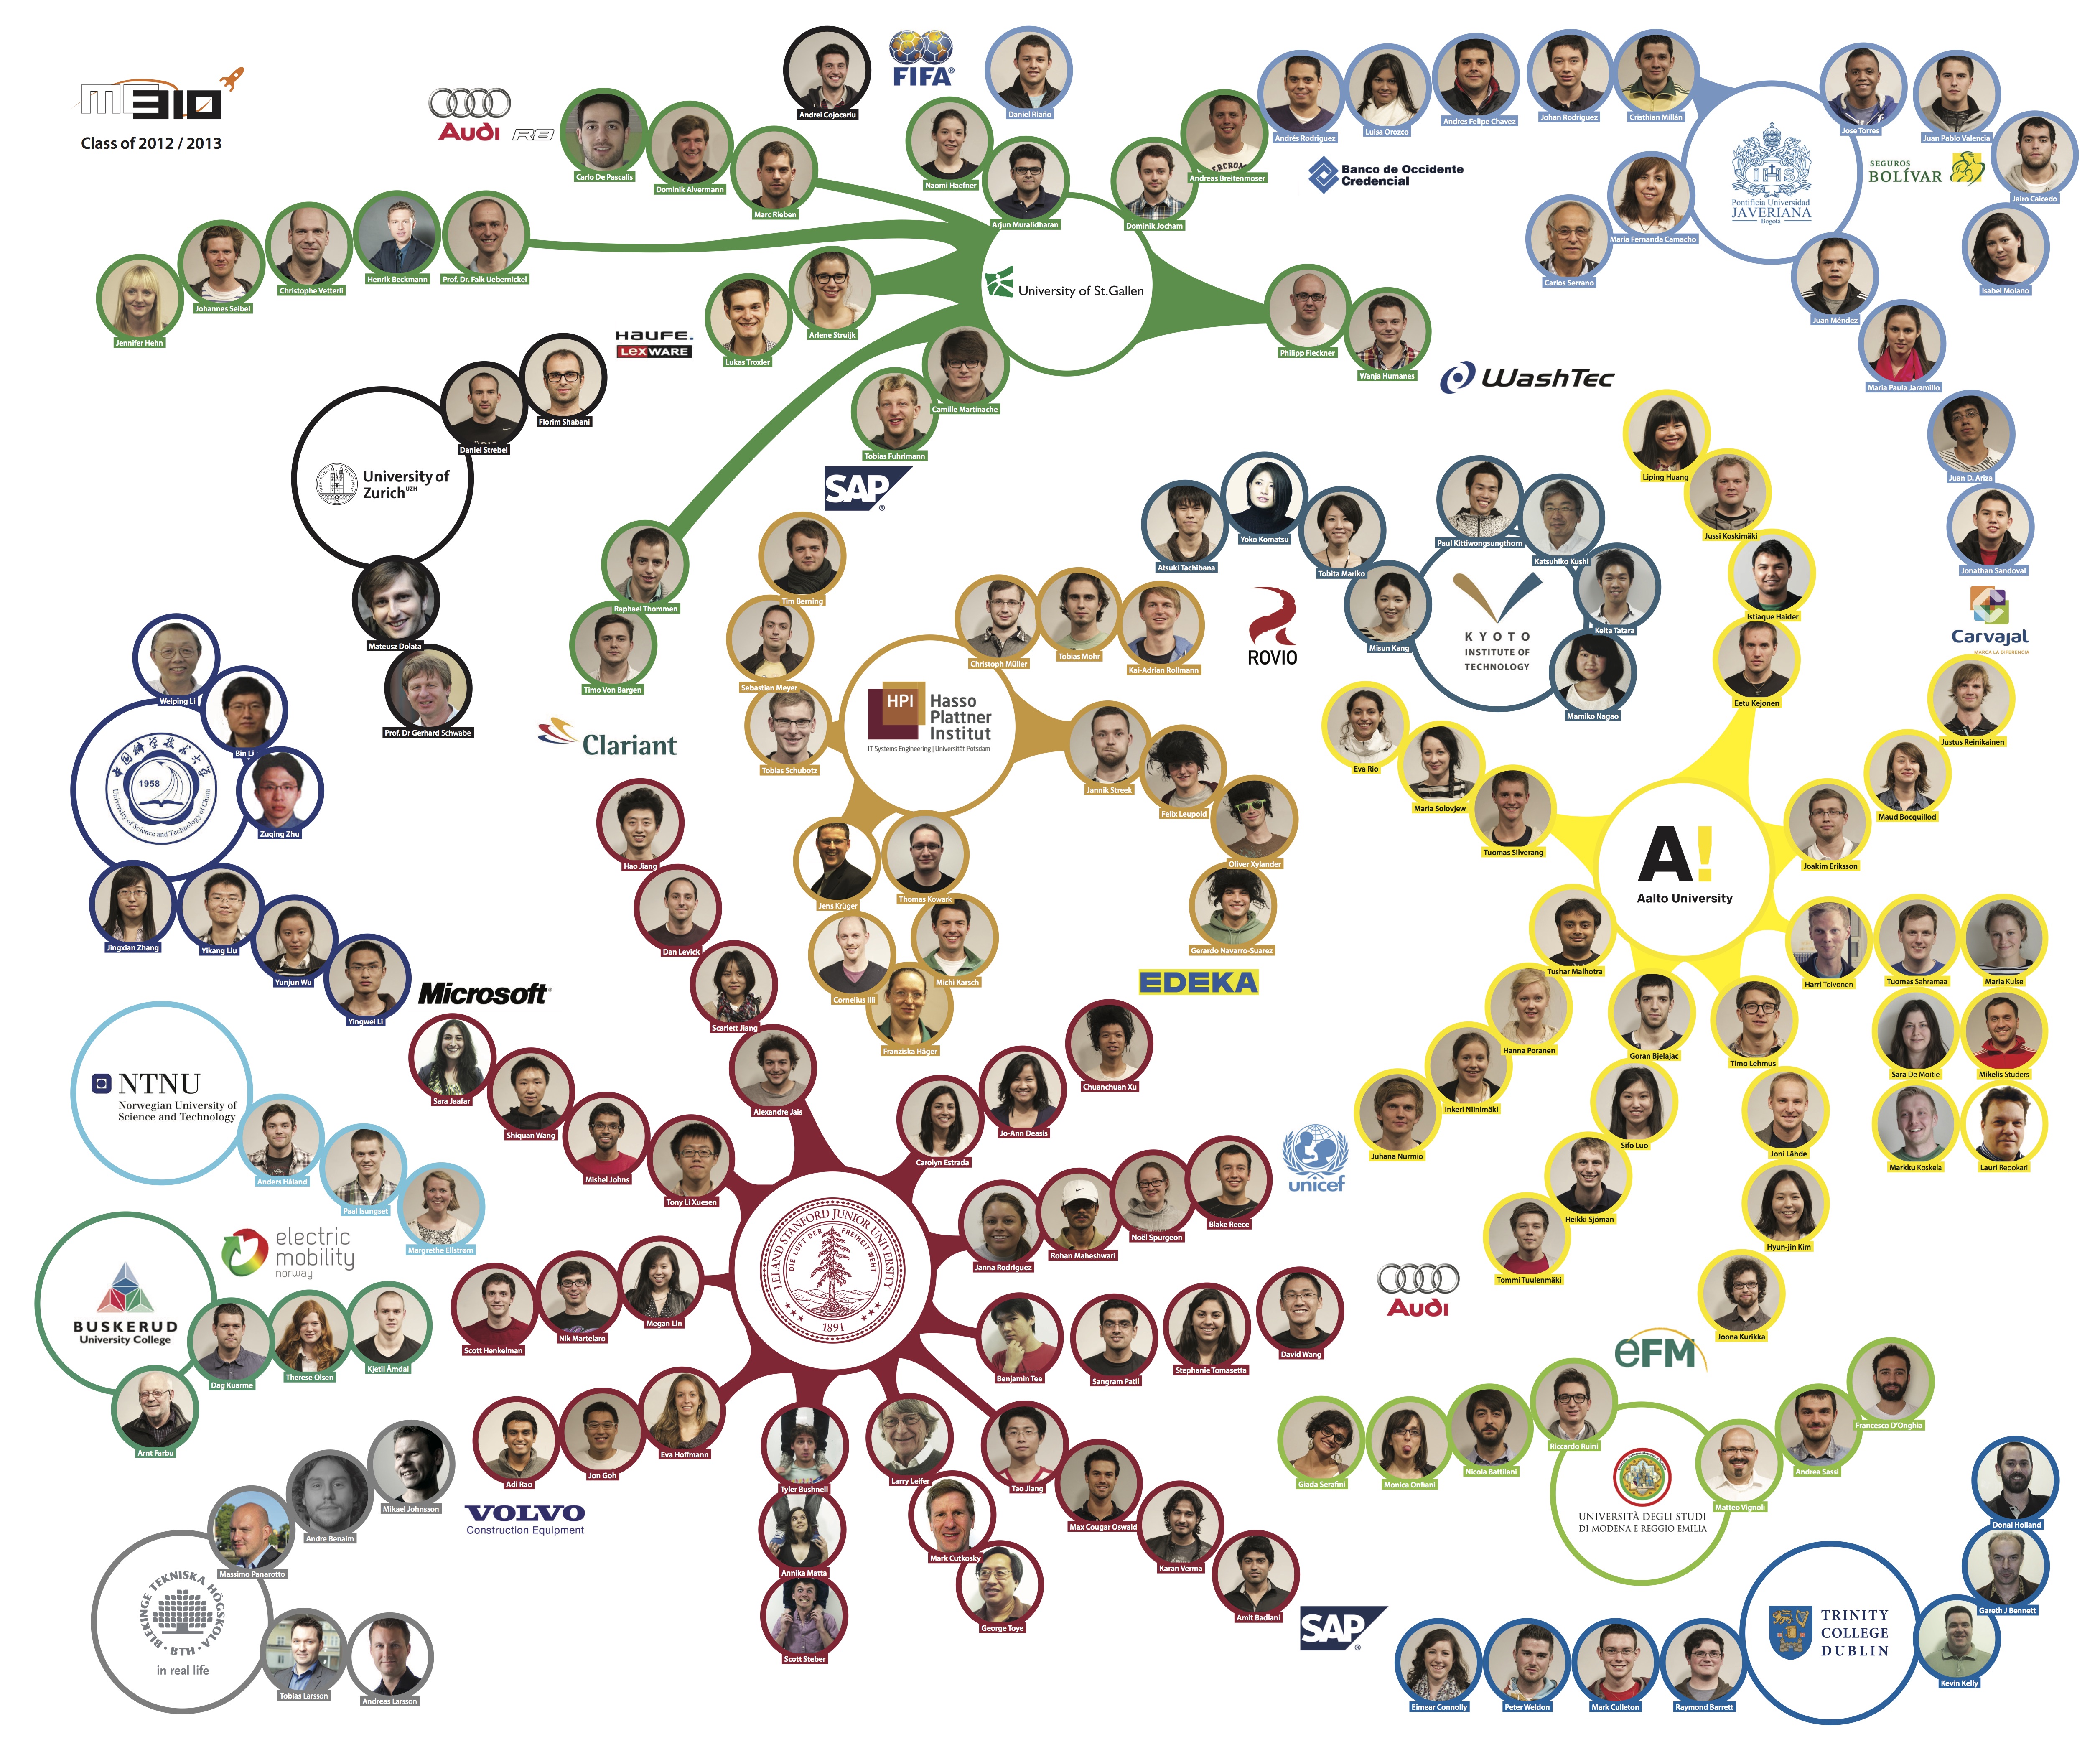 ME310
Class of 2012 / 2013
Audi R8
Carlo De Pascalis
Dominik Alvermann
Marc Rieben
Andrei Cojocariu
FIFA®
Daniel Riaño
Naomi Haefner
Arjun Muralidharan
Dominik Jocham
Andreas Breitenmoser
Jennifer Hehn
Johannes Seibel
Christophe Vetterli
Henrik Beckmann
Prof. Dr. Falk Uebernickel
University of St.Gallen
HAUFE.
LEXWARE
Lukas Troxler
Arlene Struijk
Camille Martinache
Tobias Fuhrimann
SAP®
Philipp Fleckner
Wanja Humanes
WashTec
Raphael Thommen
Timo Von Bargen
Clariant
Andrés Rodriguez
Luisa Orozco
Andres Felipe Chavez
Johan Rodriguez
Cristhian Millán
Banco de Occidente
Credencial
Pontificia Universidad
JAVERIANA
Bogotá
Jose Torres
Juan Pablo Valencia
Jairo Caicedo
SEGUROS
BOLÍVAR
Isabel Molano
Maria Fernanda Camacho
Carlos Serrano
Juan Méndez
Maria Paula Jaramillo
Juan D. Ariza
Jonathan Sandoval
Carvajal
MARCA LA DIFERENCIA
Florim Shabani
Daniel Strebel
University of
Zurich UZH
Mateusz Dolata
Prof. Dr Gerhard Schwabe
Weiping Li
Bin Li
Zuqing Zhu
中国科学技术大学
1958
University of Science and Technology of China
Jingxian Zhang
Yikang Liu
Yunjun Wu
Yingwei Li
Microsoft®
Tim Berning
Sebastian Meyer
Tobias Schubotz
HPI
Hasso
Plattner
Institut
IT Systems Engineering | Universität Potsdam
Christoph Müller
Tobias Mohr
Kai-Adrian Rollmann
ROVIO
Jannik Streek
Felix Leupold
Oliver Xylander
Gerardo Navarro-Suarez
EDEKA
Jens Krüger
Thomas Kowark
Cornelius Illi
Michi Karsch
Franziska Häger
Atsuki Tachibana
Yoko Komatsu
Tobita Mariko
Misun Kang
Paul Kittiwongsungthorn
Katsuhiko Kushi
Keita Tatara
Mamiko Nagao
KYOTO
INSTITUTE OF
TECHNOLOGY
Liping Huang
Jussi Koskimäki
Istiaque Haider
Eetu Kejonen
Eva Rio
Maria Solovjew
Tuomas Silverang
A!
Aalto University
Justus Reinikainen
Maud Bocquillod
Joakim Eriksson
Tushar Malhotra
Hanna Poranen
Inkeri Niinimäki
Juhana Nurmio
unicef
Goran Bjelajac
Sifo Luo
Heikki Sjöman
Tommi Tuulenmäki
Audi
Timo Lehmus
Joni Lähde
Hyun-jin Kim
Joona Kurikka
Harri Toivonen
Tuomas Sahramaa
Maria Kulse
Sara De Moitie
Mikelis Studers
Markku Koskela
Lauri Repokari
Hao Jiang
Dan Levick
Scarlett Jiang
Alexandre Jais
Sara Jaafar
Shiquan Wang
Mishel Johns
Tony Li Xuesen
Carolyn Estrada
Jo-Ann Deasis
Chuanchuan Xu
Janna Rodriguez
Rohan Maheshwari
Noël Spurgeon
Blake Reece
LELAND STANFORD JUNIOR UNIVERSITY
DIE LUFT DER FREIHEIT WEHT
1891
Scott Henkelman
Nik Martelaro
Megan Lin
Benjamin Tee
Sangram Patil
Stephanie Tomasetta
David Wang
Adi Rao
Jon Goh
Eva Hoffmann
VOLVO
Construction Equipment
Tyler Bushnell
Annika Matta
Scott Steber
Larry Leifer
Mark Cutkosky
George Toye
Tao Jiang
Max Cougar Oswald
Karan Verma
Amit Badlani
SAP®
NTNU
Norwegian University of
Science and Technology
Anders Håland
Paal Isungset
Margrethe Ellstrøm
electric
mobility
norway
BUSKERUD
University College
Dag Kuarme
Therese Olsen
Kjetil Åmdal
Arnt Farbu
Massimo Panarotto
Andre Benaim
Mikael Johnsson
BLEKINGE TEKNISKA HÖGSKOLA
BTH
in real life
Tobias Larsson
Andreas Larsson
eFM
Giada Serafini
Monica Onfiani
Nicola Battilani
Riccardo Ruini
Matteo Vignoli
Andrea Sassi
Francesco D'Onghia
UNIVERSITÀ DEGLI STUDI
DI MODENA E REGGIO EMILIA
Donal Holland
Gareth J Bennett
Kevin Kelly
TRINITY
COLLEGE
DUBLIN
Eimear Connolly
Peter Weldon
Mark Culleton
Raymond Barrett